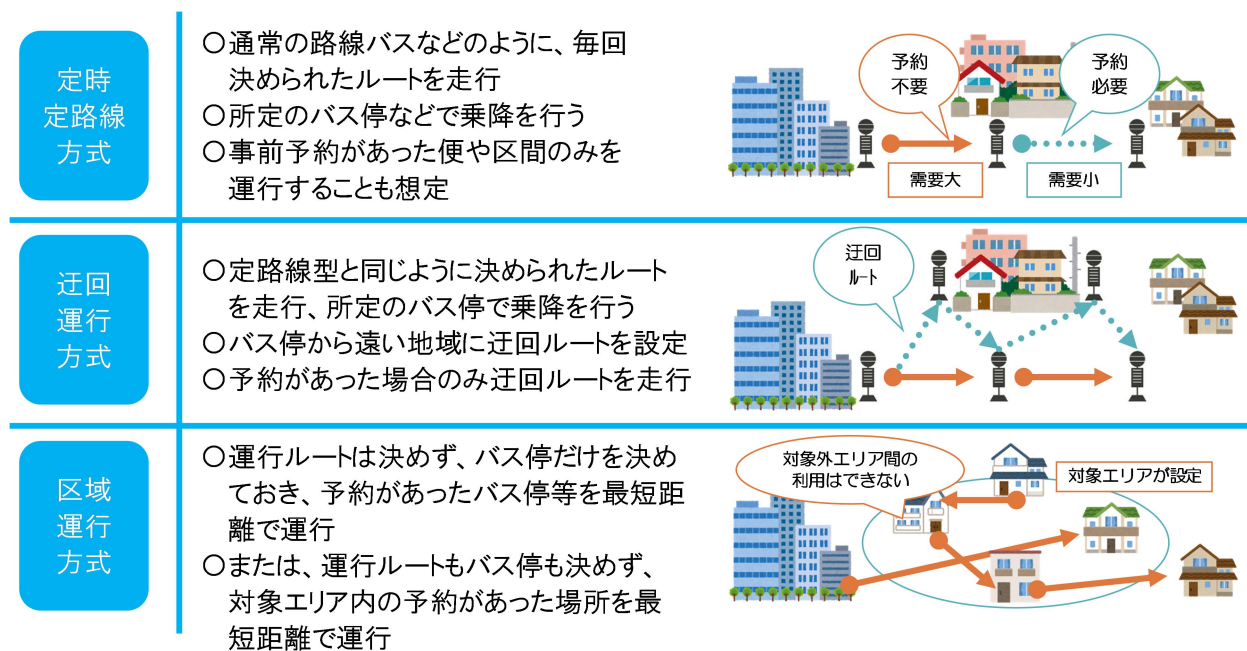 定時
定路線
方式
○通常の路線バスなどのように、毎回
決められたルートを走行
○所定のバス停などで乗降を行う
○事前予約があった便や区間のみを
運行することも想定
予約
不要
予約
必要
需要大
需要小
迂回
運行
方式
○定路線型と同じように決められたルート
を走行、所定のバス停で乗降を行う
○バス停から遠い地域に迂回ルートを設定
○予約があった場合のみ迂回ルートを走行
迂回
ルート
区域
運行
方式
○運行ルートは決めず、バス停だけを決め
ておき、予約があったバス停等を最短距
離で運行
○または、運行ルートもバス停も決めず、
対象エリア内の予約があった場所を最
短距離で運行
対象外エリア間の
利用はできない
対象エリアが設定